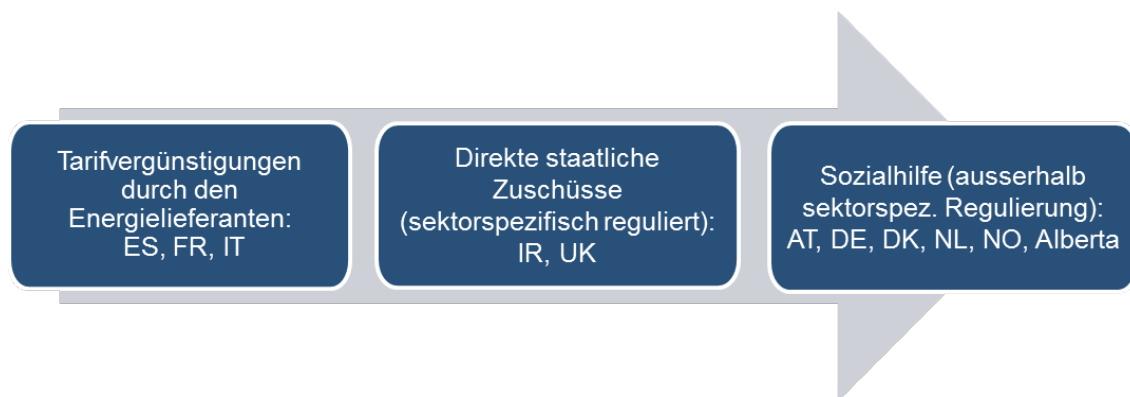 Tarifvergünstigungen
durch den
Energielieferanten:
ES, FR, IT
Direkte staatliche
Zuschüsse
(sektorspezifisch reguliert):
IR, UK
Sozialhilfe (ausserhalb
sektorspez. Regulierung):
AT, DE, DK, NL, NO, Alberta